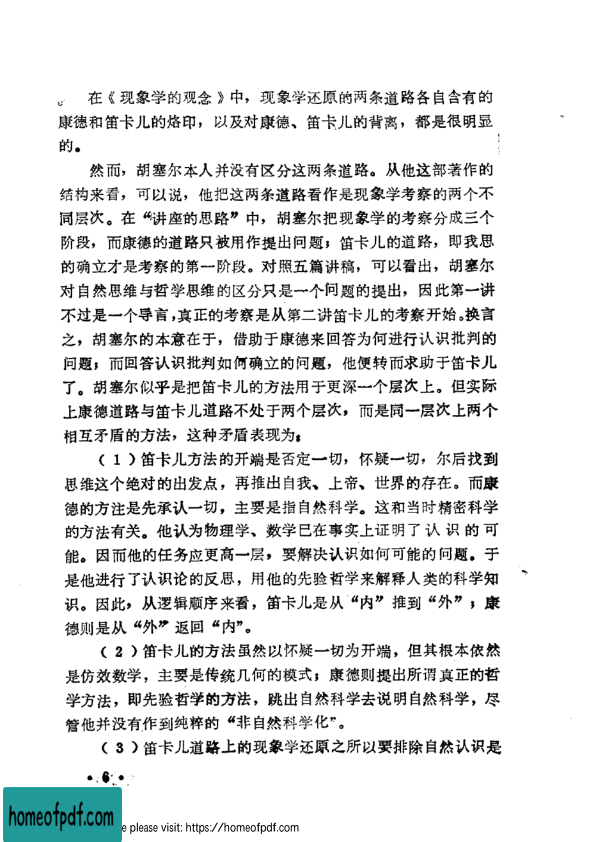 在《现象学的观念》中，现象学还原的两条道路各自含有的
康德和笛卡儿的烙印，以及对康德、笛卡儿的背离，都是很明显
的。
然而，胡塞尔本人并没有区分这两条道路。从他这部著作的
结构来看，可以说，他把这两条道路看作是现象学考察的两个不
同层次。在“讲座的思路”中，胡塞尔把现象学的考察分成三个
阶段，而康德的道路只被用作提出问题；笛卡儿的道路，即我思
的确立才是考察的第一阶段。对照五篇讲稿，可以看出，胡塞尔
对自然思维与哲学思维的区分只是一个问题的提出，因此第一讲
不过是一个导言，真正的考察是从第二讲笛卡儿的考察开始。换言
之，胡塞尔的本意在于，借助于康德来回答为何进行认识批判的
问题；而回答认识批判如何确立的问题，他便转而求助于笛卡儿
了。胡塞尔似乎是把笛卡儿的方法用于更深一个层次上。但实际
上康德道路与笛卡儿道路不处于两个层次，而是同一层次上两个
相互矛盾的方法，这种矛盾表现为：
（1）笛卡儿方法的开端是否定一切，怀疑一切，尔后找到
思维这个绝对的出发点，再推出自我、上帝、世界的存在。而康
德的方注是先承认一切，主要是指自然科学。这和当时精密科学
的方法有关。他认为物理学、数学已在事实上证明了认识的可
能。因而他的任务应更高一层，要解决认识如何可能的问题。于
是他进行了认识论的反思，用他的先验哲学来解释人类的科学知
识。因此，从逻辑顺序来看，笛卡儿是从“内”推到“外”；康
德则是从“外”返回“内”。
（2）笛卡儿的方法虽然以怀疑一切为开端，但其根本依然
是仿效数学，主要是传统几何的模式；康德则提出所谓真正的哲
学方法，即先验哲学的方法，跳出自然科学去说明自然科学，尽
管他并没有作到纯粹的“非自然科学化”。
（3）笛卡儿道路上的现象学还原之所以要排除自然认识是
• 6 •
homeofpdf.com
e please visit: https://homeofpdf.com